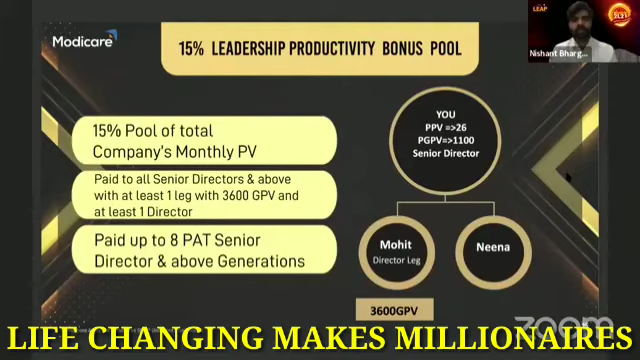 Modicare
15% LEADERSHIP PRODUCTIVITY BONUS POOL
LEAP
Nishant Bharg...
15% Pool of total
Company's Monthly PV
Paid to all Senior Directors & above
with at least 1 leg with 3600 GPV and
at least 1 Director
Paid up to 8 PAT Senior
Director & above Generations
YOU
PPV =>26
PGPV=>1100
Senior Director
Mohit
Director Leg
Neena
3600GPV
zoom
LIFE CHANGING MAKES MILLIONAIRES